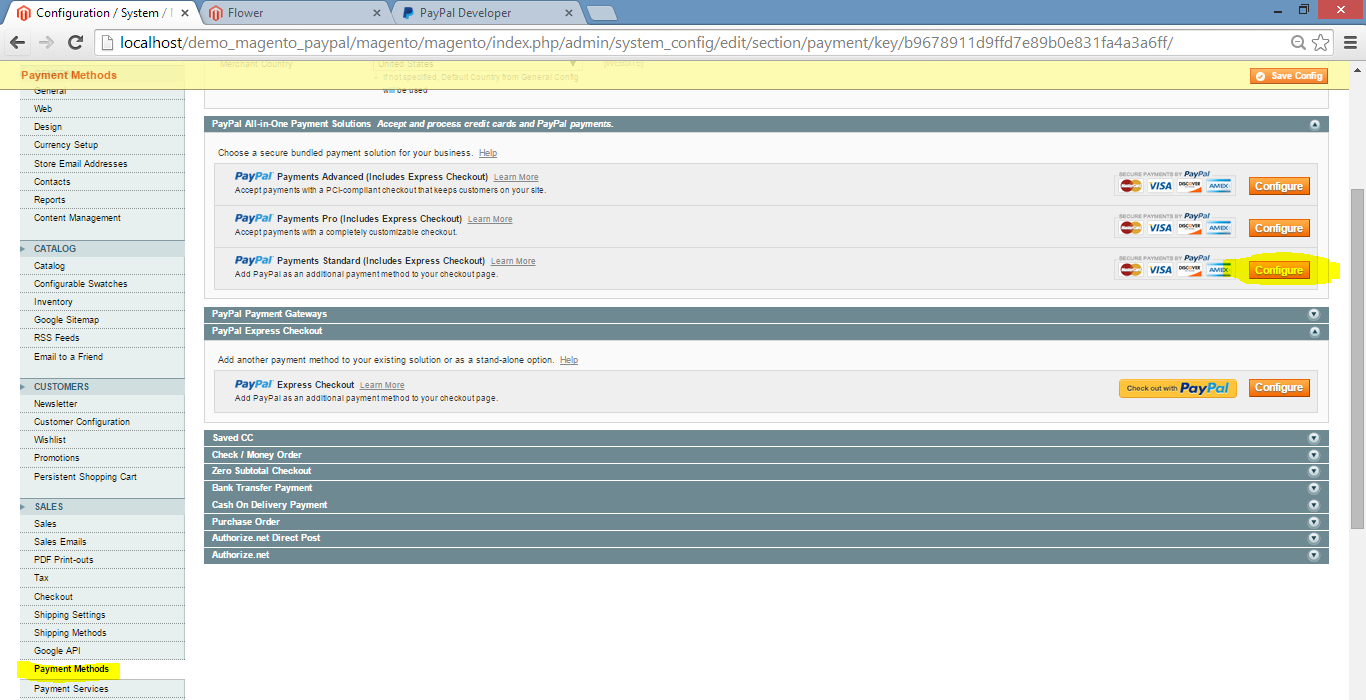 Configuration / System /
Flower
PayPal Developer
localhost/demo_magento_paypal/magento/magento/index.php/admin/system_config/edit/section/payment/key/b9678911d9ffd7e89b0e831fa4a3a6ff/
Merchant Country
United States
Payment Methods
If not specified: Default Country from General Config
Save Config
General
will be used
Web
Design
Currency Setup
Store Email Addresses
Contacts
Reports
Content Management
CATALOG
Catalog
Configurable Swatches
Inventory
Google Sitemap
RSS Feeds
Email to a Friend
CUSTOMERS
Newsletter
Customer Configuration
Wishlist
Promotions
Persistent Shopping Cart
SALES
Sales
Sales Emails
PDF Print-outs
Tax
Checkout
Shipping Settings
Shipping Methods
Google API
Payment Methods
Payment Services
PayPal All-in-One Payment Solutions Accept and process credit cards and PayPal payments.
Choose a secure bundled payment solution for your business. Help
PayPal Payments Advanced (Includes Express Checkout) Learn More
Accept payments with a PCI-compliant checkout that keeps customers on your site.
SECURE PAYMENTS BY PayPal
MasterCard VISA DISCOVER AMEX
Configure
PayPal Payments Pro (Includes Express Checkout) Learn More
Accept payments with a completely customizable checkout.
SECURE PAYMENTS BY PayPal
MasterCard VISA DISCOVER AMEX
Configure
PayPal Payments Standard (Includes Express Checkout) Learn More
Add PayPal as an additional payment method to your checkout page.
SECURE PAYMENTS BY PayPal
MasterCard VISA DISCOVER AMEX
Configure
PayPal Payment Gateways
PayPal Express Checkout
Add another payment method to your existing solution or as a stand-alone option. Help
PayPal Express Checkout Learn More
Add PayPal as an additional payment method to your checkout page.
Check out with PayPal
Configure
Saved CC
Check / Money Order
Zero Subtotal Checkout
Bank Transfer Payment
Cash On Delivery Payment
Purchase Order
Authorize.net Direct Post
Authorize.net